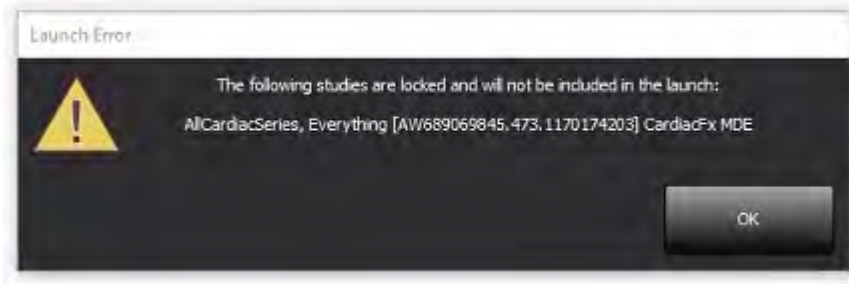 Launch Error
The following studies are locked and will not be included in the launch:
AllCardiacSeries, Everything [AW689069845.473.1170174203] CardiacFx MDE
OK